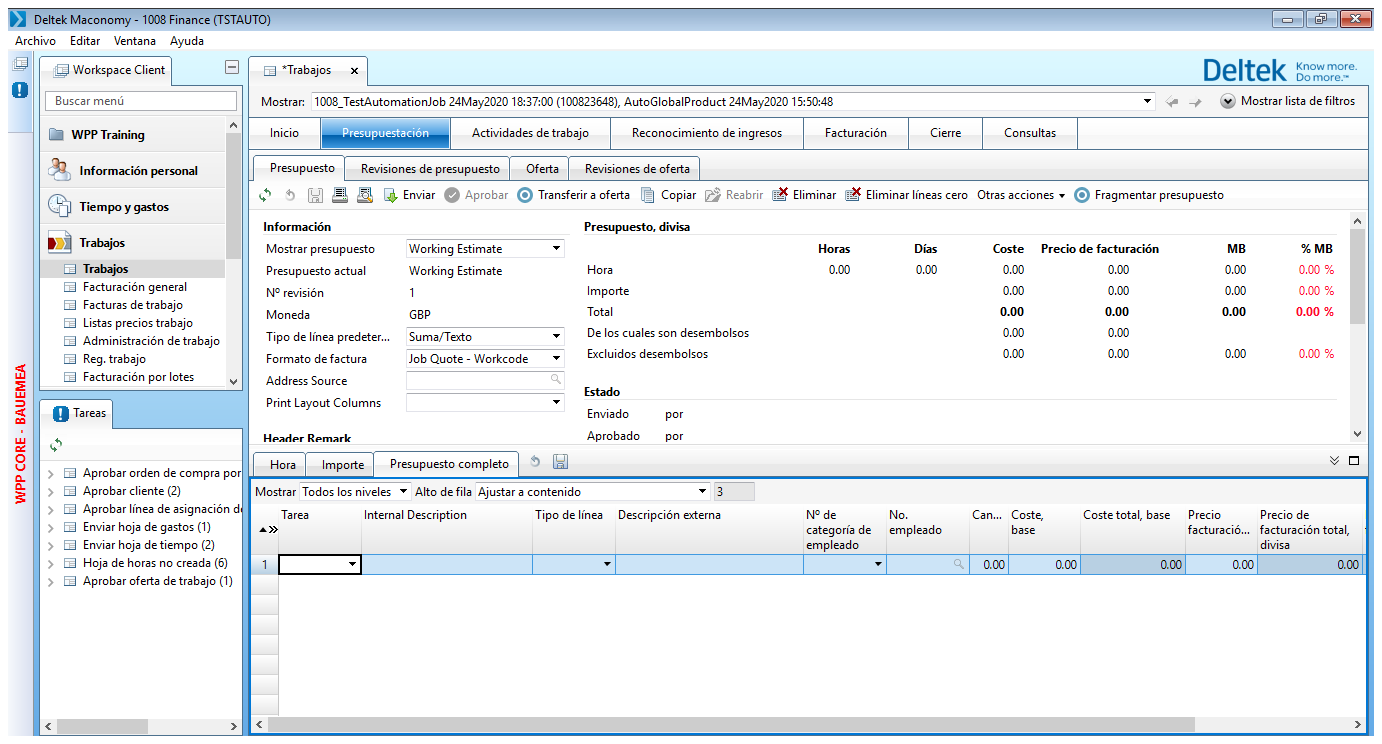 Deltek Maconomy - 1008 Finance (TSTAUTO)
Archivo Editar Ventana Ayuda
Workspace Client
*Trabajos
Deltek Know more. Do more.™
Buscar menú
Mostrar: 1008_TestAutomationJob 24May2020 18:37:00 (100823648), AutoGlobalProduct 24May2020 15:50:48
Mostrar lista de filtros
WPP Training
Información personal
Tiempo y gastos
Trabajos
Trabajos
Facturación general
Facturas de trabajo
Listas precios trabajo
Administración de trabajo
Reg. trabajo
Facturación por lotes
WPP CORE - BAUEMEA
Tareas
Aprobar orden de compra por
Aprobar cliente (2)
Aprobar línea de asignación d
Enviar hoja de gastos (1)
Enviar hoja de tiempo (2)
Hoja de horas no creada (6)
Aprobar oferta de trabajo (1)
Inicio Presupuestación Actividades de trabajo Reconocimiento de ingresos Facturación Cierre Consultas
Presupuesto Revisiones de presupuesto Oferta Revisiones de oferta
Enviar Aprobar Transferir a oferta Copiar Reabrir Eliminar Eliminar líneas cero Otras acciones Fragmentar presupuesto
Información
Mostrar presupuesto Working Estimate
Presupuesto actual Working Estimate
Nº revisión 1
Moneda GBP
Tipo de línea predeter... Suma/Texto
Formato de factura Job Quote - Workcode
Address Source
Print Layout Columns
Header Remark
Presupuesto, divisa
Horas Días Coste Precio de facturación MB % MB
Hora 0.00 0.00 0.00 0.00 0.00 0.00 %
Importe 0.00 0.00 0.00 0.00 %
Total 0.00 0.00 0.00 0.00 %
De los cuales son desembolsos 0.00 0.00
Excluidos desembolsos 0.00 0.00 0.00 0.00 %
Estado
Enviado por
Aprobado por
Hora Importe Presupuesto completo
Mostrar Todos los niveles Alto de fila Ajustar a contenido 3
Tarea Internal Description Tipo de línea Descripción externa Nº de categoría de empleado No. empleado Can... Coste, base Coste total, base Precio facturació... Precio de facturación total, divisa
1 0.00 0.00 0.00 0.00 0.00